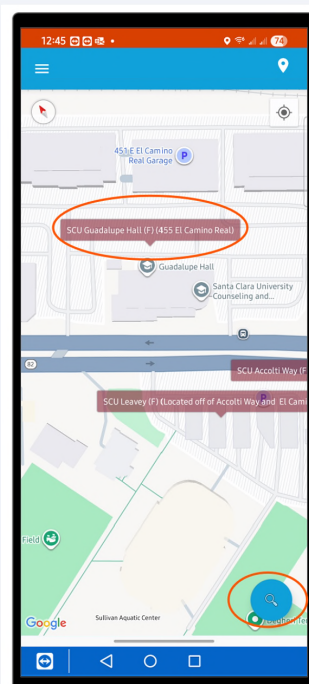 12:45
74
451 E El Camino
Real Garage
P
SCU Guadalupe Hall (F) (455 El Camino Real)
Guadalupe Hall
Santa Clara University
Counseling and...
82
SCU Accolti Way (F
SCU Leavey (F) (Located off of Accolti Way and El Cami
Field
Google
Sullivan Aquatic Center